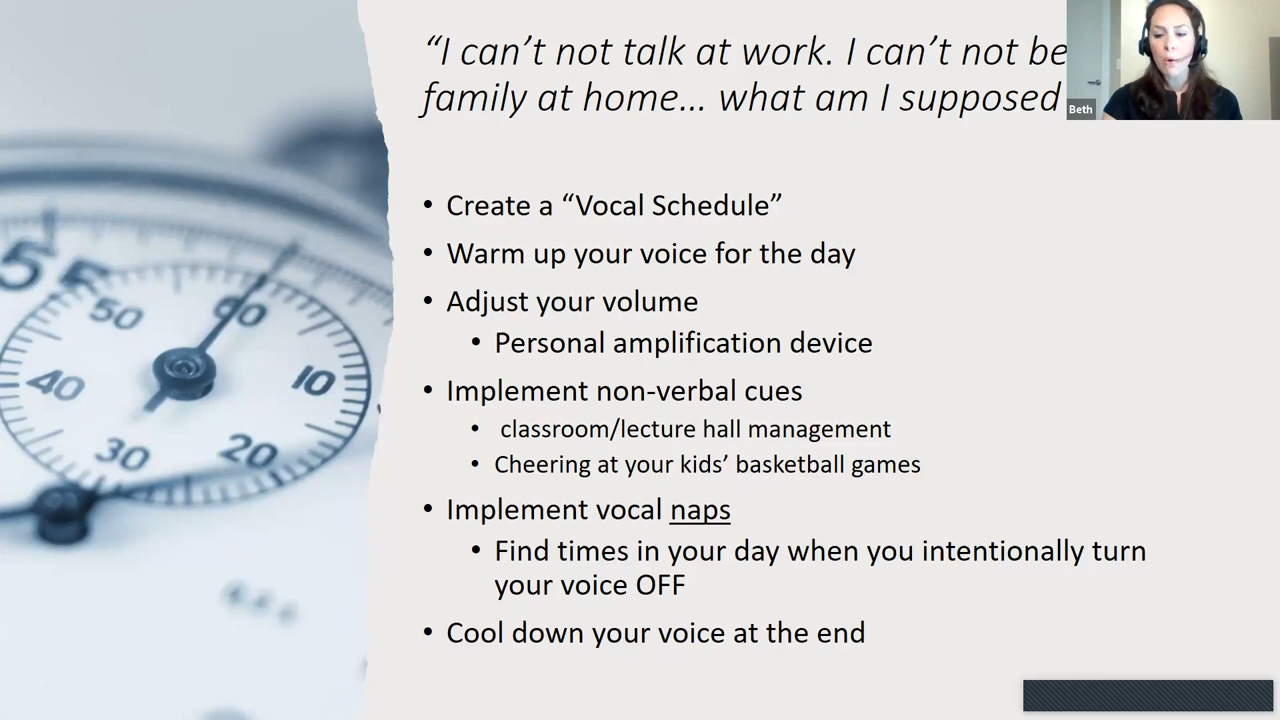 “I can’t not talk at work. I can’t not be
family at home... what am I supposed
Beth
• Create a “Vocal Schedule”
• Warm up your voice for the day
• Adjust your volume
• Personal amplification device
• Implement non-verbal cues
• classroom/lecture hall management
• Cheering at your kids’ basketball games
• Implement vocal naps
• Find times in your day when you intentionally turn
your voice OFF
• Cool down your voice at the end
55
60
50
10
40
20
30